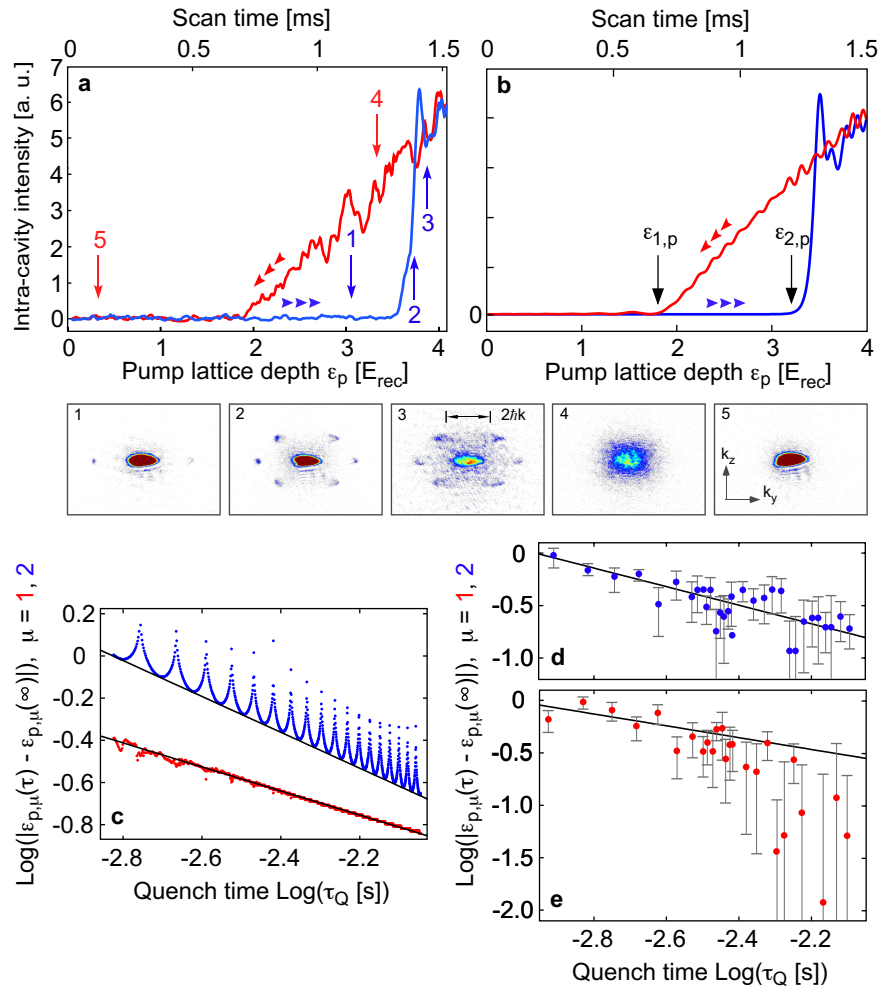 Scan time [ms]
Scan time [ms]
0 0.5 1 1.5
0 0.5 1 1.5
Intra-cavity intensity [a. u.]
7
6
5
4
3
2
1
0
a
4
5
1
3
2
0 1 2 3 4
Pump lattice depth εp [Erec]
b
ε1,p
ε2,p
0
0 1 2 3 4
Pump lattice depth εp [Erec]
1
2
3
2ħk
4
5
kz
ky
Log(|εp,μ(τ) - εp,μ(∞)|), μ = 1, 2
0.2
0
-0.2
-0.4
-0.6
-0.8
c
-2.8 -2.6 -2.4 -2.2
Quench time Log(τQ [s])
Log(|εp,μ(τ) - εp,μ(∞)|), μ = 1, 2
0
-0.5
-1.0
d
0
-0.5
-1.0
-1.5
-2.0
e
-2.8 -2.6 -2.4 -2.2
Quench time Log(τQ [s])